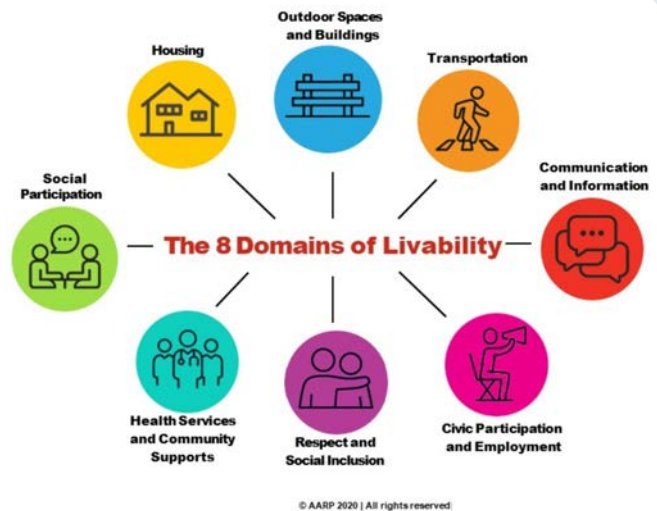 Outdoor Spaces
and Buildings
Housing
Transportation
Communication
and Information
Social
Participation
The 8 Domains of Livability
Health Services
and Community
Supports
Respect and
Social Inclusion
Civic Participation
and Employment
© AARP 2020 | All rights reserved